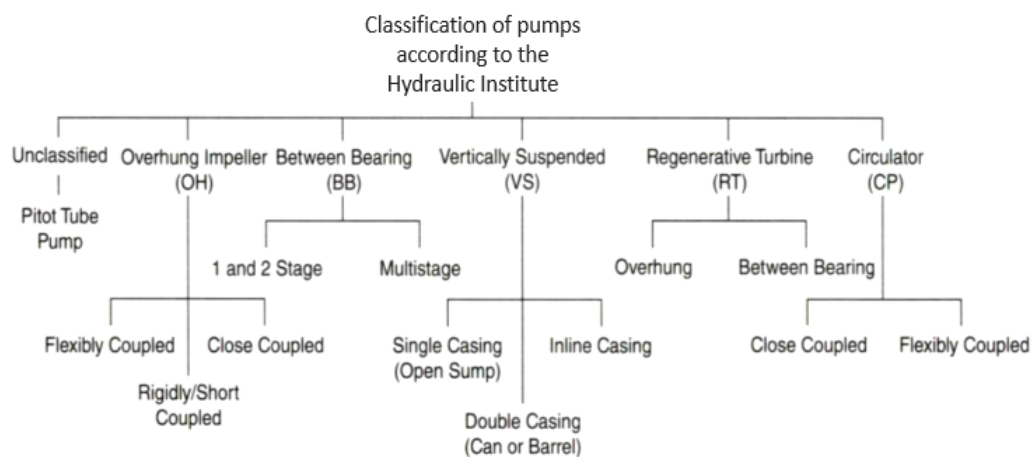 Classification of pumps
according to the
Hydraulic Institute
Unclassified
Overhung Impeller
(OH)
Between Bearing
(BB)
Vertically Suspended
(VS)
Regenerative Turbine
(RT)
Circulator
(CP)
Pitot Tube
Pump
1 and 2 Stage
Multistage
Overhung
Between Bearing
Flexibly Coupled
Close Coupled
Single Casing
(Open Sump)
Inline Casing
Close Coupled
Flexibly Coupled
Rigidly/Short
Coupled
Double Casing
(Can or Barrel)